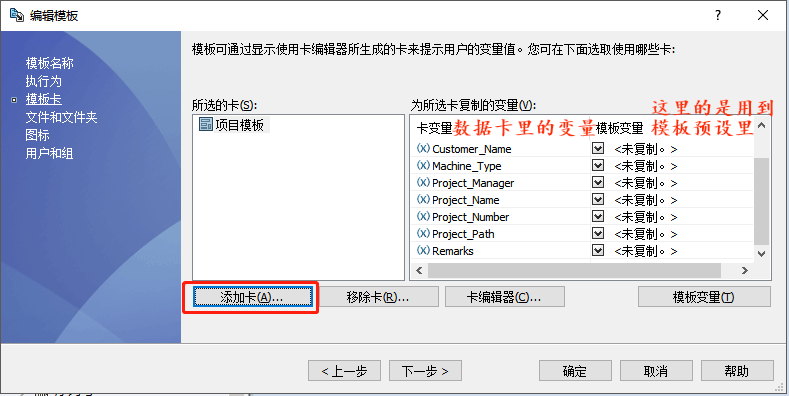 编辑模板
?
模板可通过显示使用卡编辑器所生成的卡来提示用户的变量值。您可在下面选取使用哪些卡:
模板名称
执行为
模板卡
文件和文件夹
图标
用户和组
所选的卡(S):
项目模板
为所选卡复制的变量(V):
这里的是用到
模板预设里
卡变量 数据卡里的变量 模板变量
(x) Customer_Name <未复制。>
(x) Machine_Type <未复制。>
(x) Project_Manager <未复制。>
(x) Project_Name <未复制。>
(x) Project_Number <未复制。>
(x) Project_Path <未复制。>
(x) Remarks <未复制。>
添加卡(A)... 移除卡(R)... 卡编辑器(C)... 模板变量(T)
< 上一步 下一步 > 确定 取消 帮助